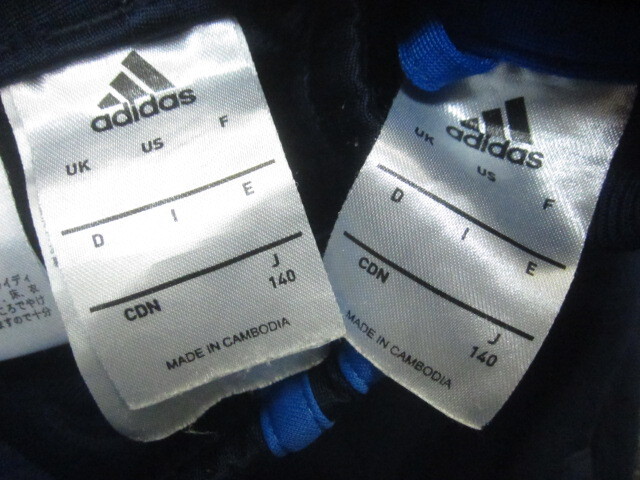 adidas
UK US F
D I E
CDN J
140
MADE IN CAMBODIA
adidas
UK US F
D I E
CDN J
140
MADE IN CAMBODIA